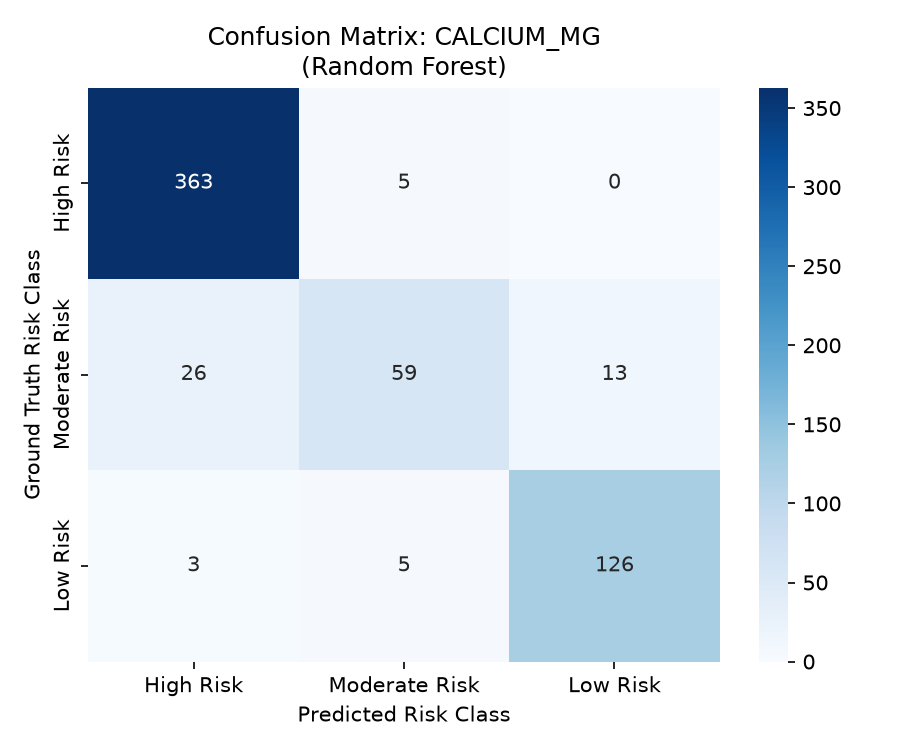 Confusion Matrix: CALCIUM_MG
(Random Forest)
Ground Truth Risk Class
High Risk
363
5
0
Moderate Risk
26
59
13
Low Risk
3
5
126
High Risk
Moderate Risk
Low Risk
Predicted Risk Class
350
300
250
200
150
100
50
0